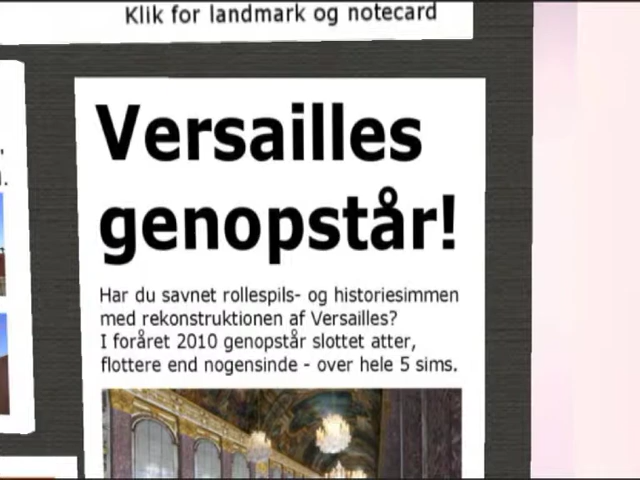 Klik for landmark og notecard
Versailles
genopstår!
Har du savnet rollespils- og historiesimmen
med rekonstruktionen af Versailles?
I foråret 2010 genopstår slottet atter,
flottere end nogensinde - over hele 5 sims.